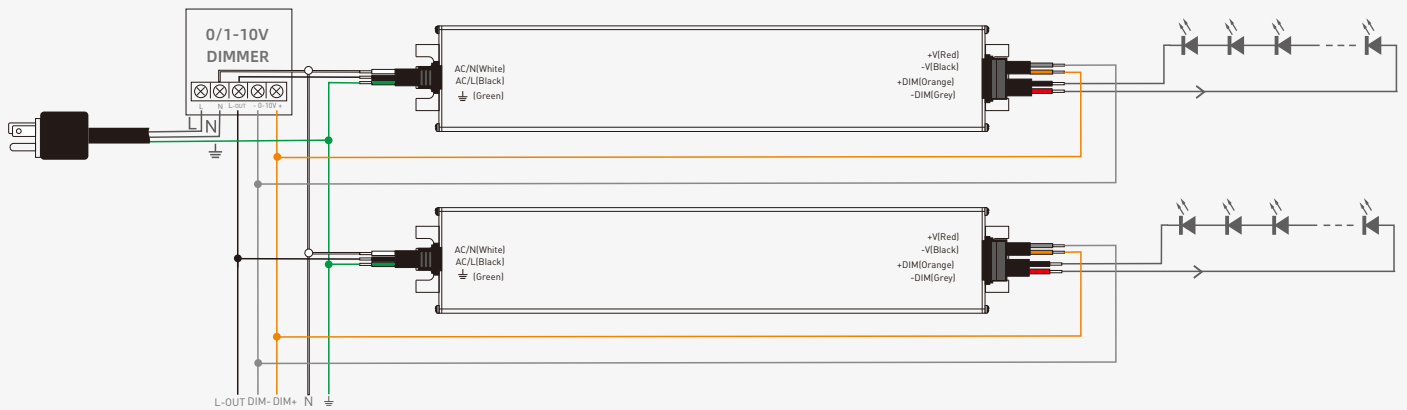 0/1-10V
DIMMER
L N L-OUT - 0-10V +
L N
AC/N(White)
AC/L(Black)
(Green)
+V(Red)
-V(Black)
+DIM(Orange)
-DIM(Grey)
AC/N(White)
AC/L(Black)
(Green)
+V(Red)
-V(Black)
+DIM(Orange)
-DIM(Grey)
L-OUT DIM- DIM+ N